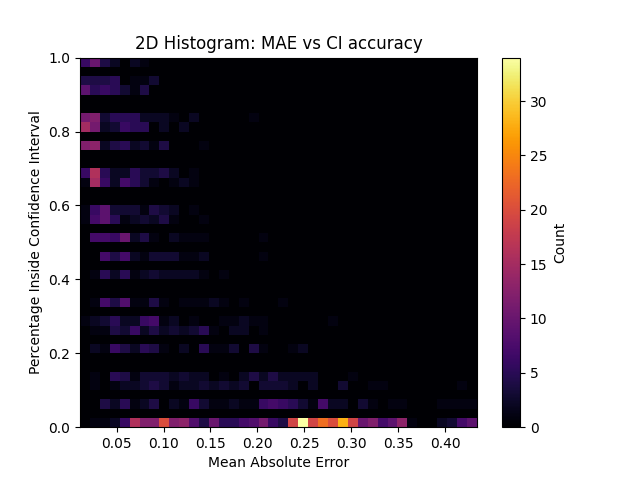 2D Histogram: MAE vs CI accuracy
Percentage Inside Confidence Interval
1.0
0.8
0.6
0.4
0.2
0.0
0.05 0.10 0.15 0.20 0.25 0.30 0.35 0.40
Mean Absolute Error
30
25
20
15
10
5
0
Count